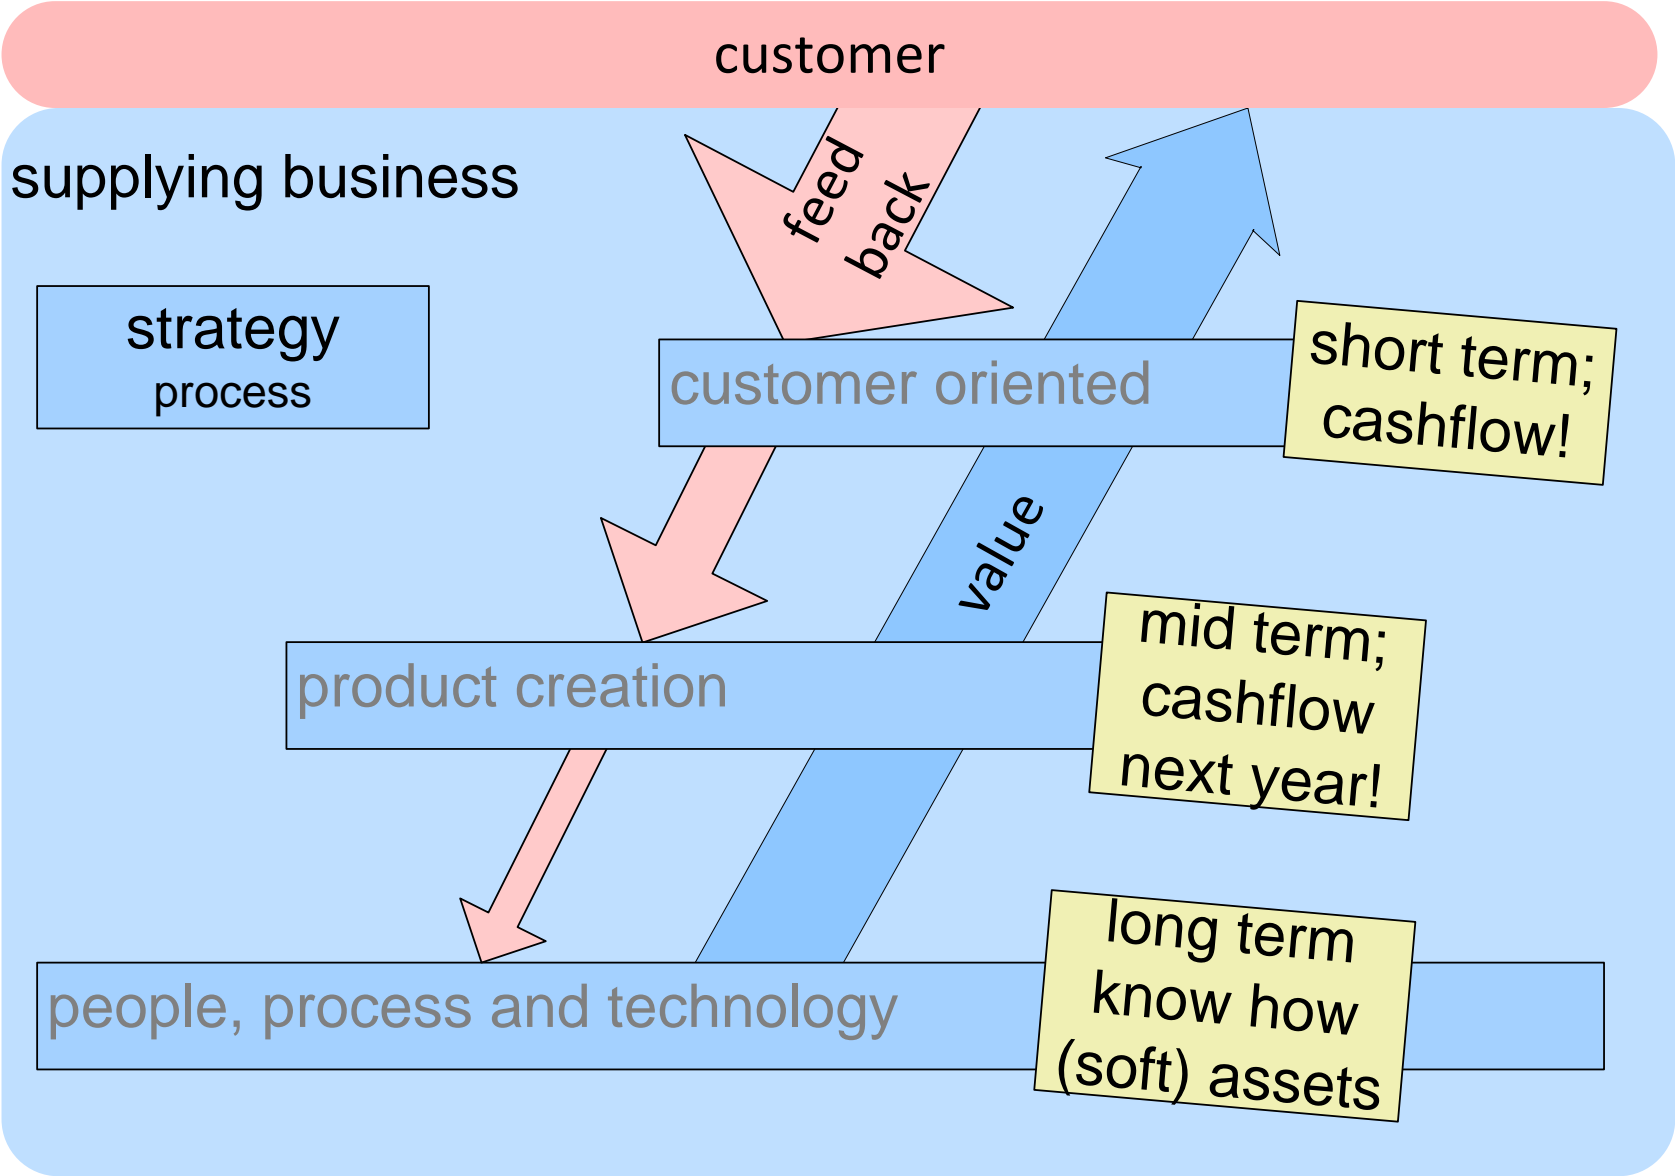 customer
supplying business
feed
back
strategy
process
customer oriented
short term;
cashflow!
value
product creation
mid term;
cashflow
next year!
people, process and technology
long term
know how
(soft) assets